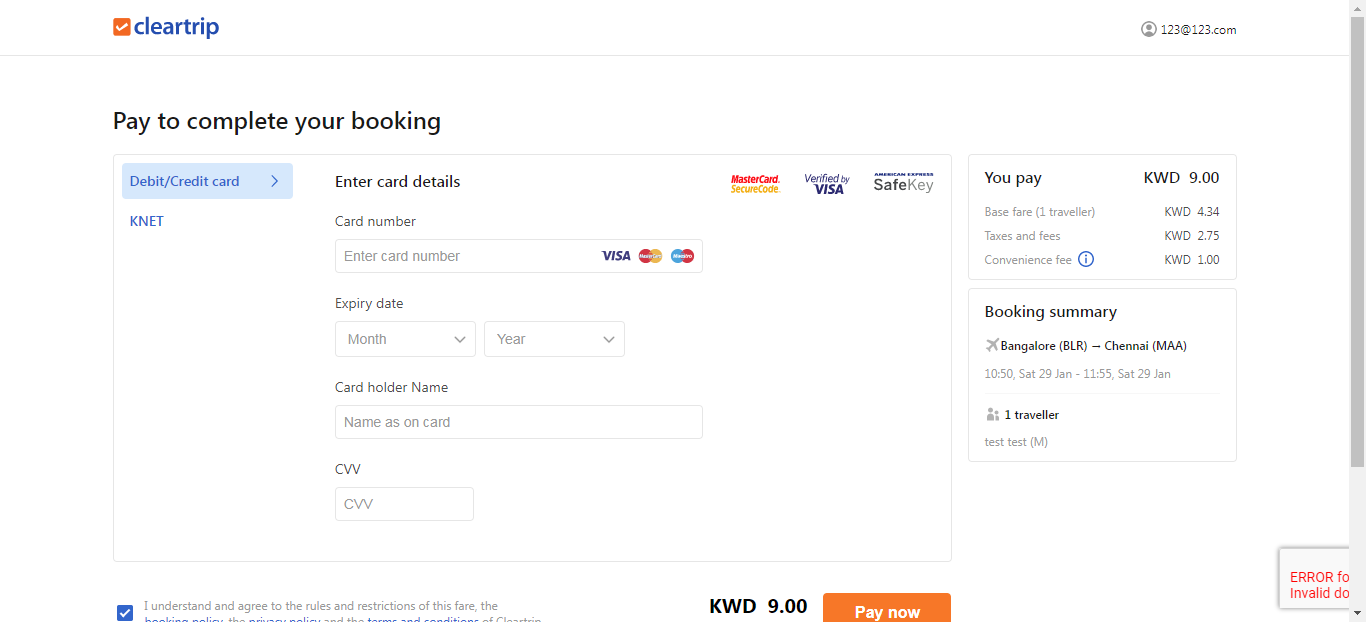 cleartrip
123@123.com
Pay to complete your booking
Debit/Credit card
KNET
Enter card details
MasterCard.
SecureCode.
Verified by
VISA
AMERICAN EXPRESS
SafeKey
Card number
Enter card number
VISA
MasterCard
Maestro
Expiry date
Month
Year
Card holder Name
Name as on card
CVV
CVV
You pay
KWD 9.00
Base fare (1 traveller)
KWD 4.34
Taxes and fees
KWD 2.75
Convenience fee
KWD 1.00
Booking summary
Bangalore (BLR) → Chennai (MAA)
10:50, Sat 29 Jan - 11:55, Sat 29 Jan
1 traveller
test test (M)
I understand and agree to the rules and restrictions of this fare, the
booking policy, the privacy policy and the terms and conditions of Cleartrip
KWD 9.00
Pay now
ERROR fo
Invalid do